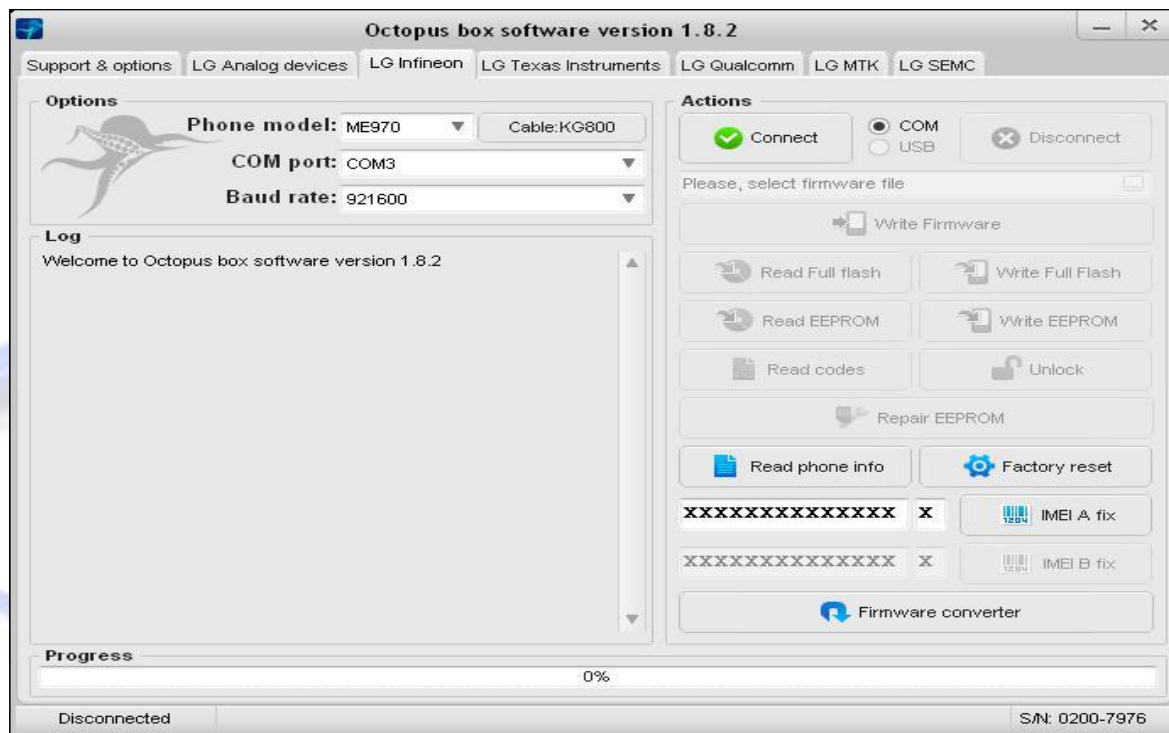 Octopus box software version 1.8.2
Support & options LG Analog devices LG Infineon LG Texas Instruments LG Qualcomm LG MTK LG SEMC
Options
Phone model: ME970 Cable:KG800
COM port: COM3
Baud rate: 921600
Log
Welcome to Octopus box software version 1.8.2
Actions
Connect COM USB Disconnect
Please, select firmware file
Write Firmware
Read Full flash Write Full Flash
Read EEPROM Write EEPROM
Read codes Unlock
Repair EEPROM
Read phone info Factory reset
XXXXXXXXXXXXXX X 1204 IMEI A fix
XXXXXXXXXXXXXX X 1204 IMEI B fix
Firmware converter
Progress
0%
Disconnected S/N: 0200-7976